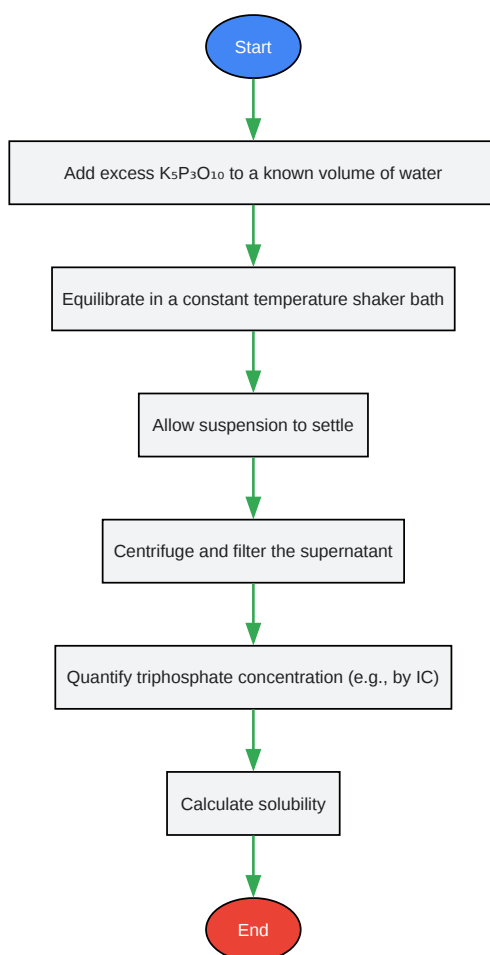 Start
Add excess K₅P₃O₁₀ to a known volume of water
Equilibrate in a constant temperature shaker bath
Allow suspension to settle
Centrifuge and filter the supernatant
Quantify triphosphate concentration (e.g., by IC)
Calculate solubility
End